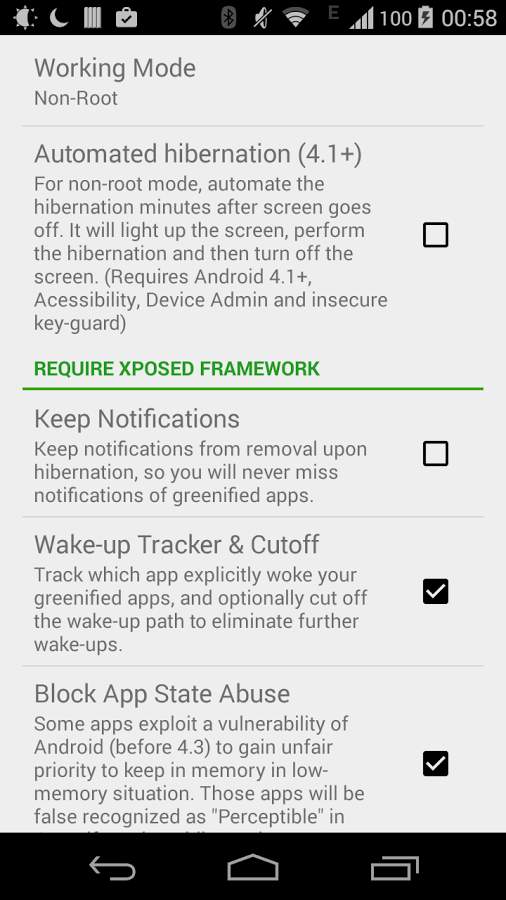 E 100 00:58
Working Mode
Non-Root
Automated hibernation (4.1+)
For non-root mode, automate the
hibernation minutes after screen goes
off. It will light up the screen, perform
the hibernation and then turn off the
screen. (Requires Android 4.1+,
Acessibility, Device Admin and insecure
key-guard)
REQUIRE XPOSED FRAMEWORK
Keep Notifications
Keep notifications from removal upon
hibernation, so you will never miss
notifications of greenified apps.
Wake-up Tracker & Cutoff
Track which app explicitly woke your
greenified apps, and optionally cut off
the wake-up path to eliminate further
wake-ups.
Block App State Abuse
Some apps exploit a vulnerability of
Android (before 4.3) to gain unfair
priority to keep in memory in low-
memory situation. Those apps will be
false recognized as "Perceptible" in